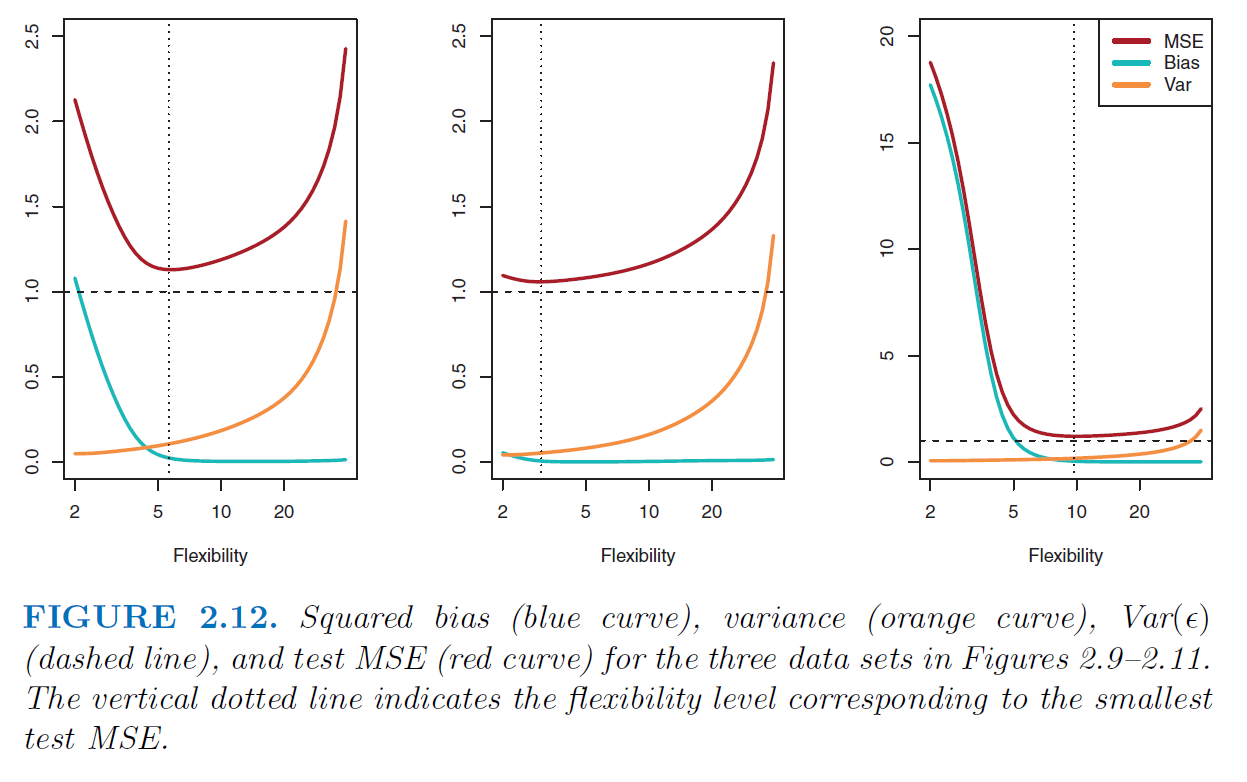 2.5
2.0
1.5
1.0
0.5
0.0
2 5 10 20
Flexibility
2.5
2.0
1.5
1.0
0.5
0.0
2 5 10 20
Flexibility
20
15
10
5
0
2 5 10 20
Flexibility
MSE
Bias
Var
FIGURE 2.12. Squared bias (blue curve), variance (orange curve), Var(ϵ)
(dashed line), and test MSE (red curve) for the three data sets in Figures 2.9–2.11.
The vertical dotted line indicates the flexibility level corresponding to the smallest
test MSE.